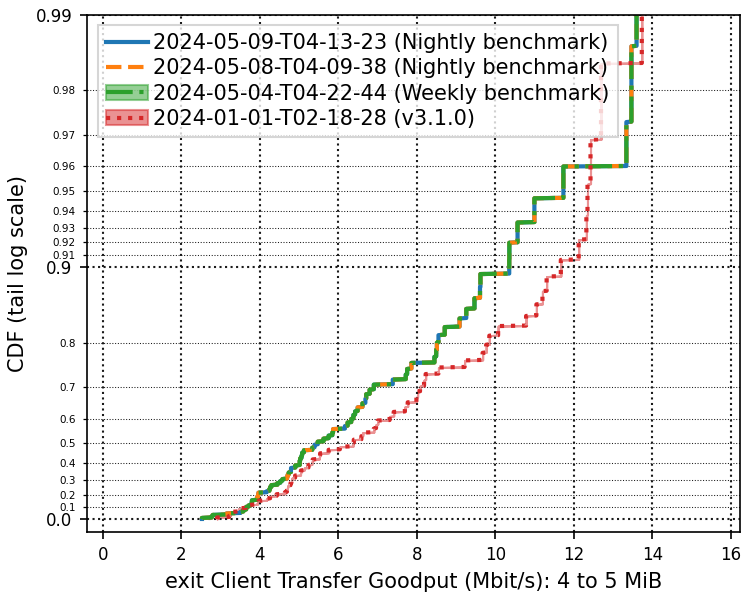 0.99
2024-05-09-T04-13-23 (Nightly benchmark)
2024-05-08-T04-09-38 (Nightly benchmark)
2024-05-04-T04-22-44 (Weekly benchmark)
2024-01-01-T02-18-28 (v3.1.0)
0.98
0.97
0.96
0.95
0.94
0.93
0.92
0.91
0.9
0.8
0.7
0.6
0.5
0.4
0.3
0.2
0.1
0.0
CDF (tail log scale)
0 2 4 6 8 10 12 14 16
exit Client Transfer Goodput (Mbit/s): 4 to 5 MiB